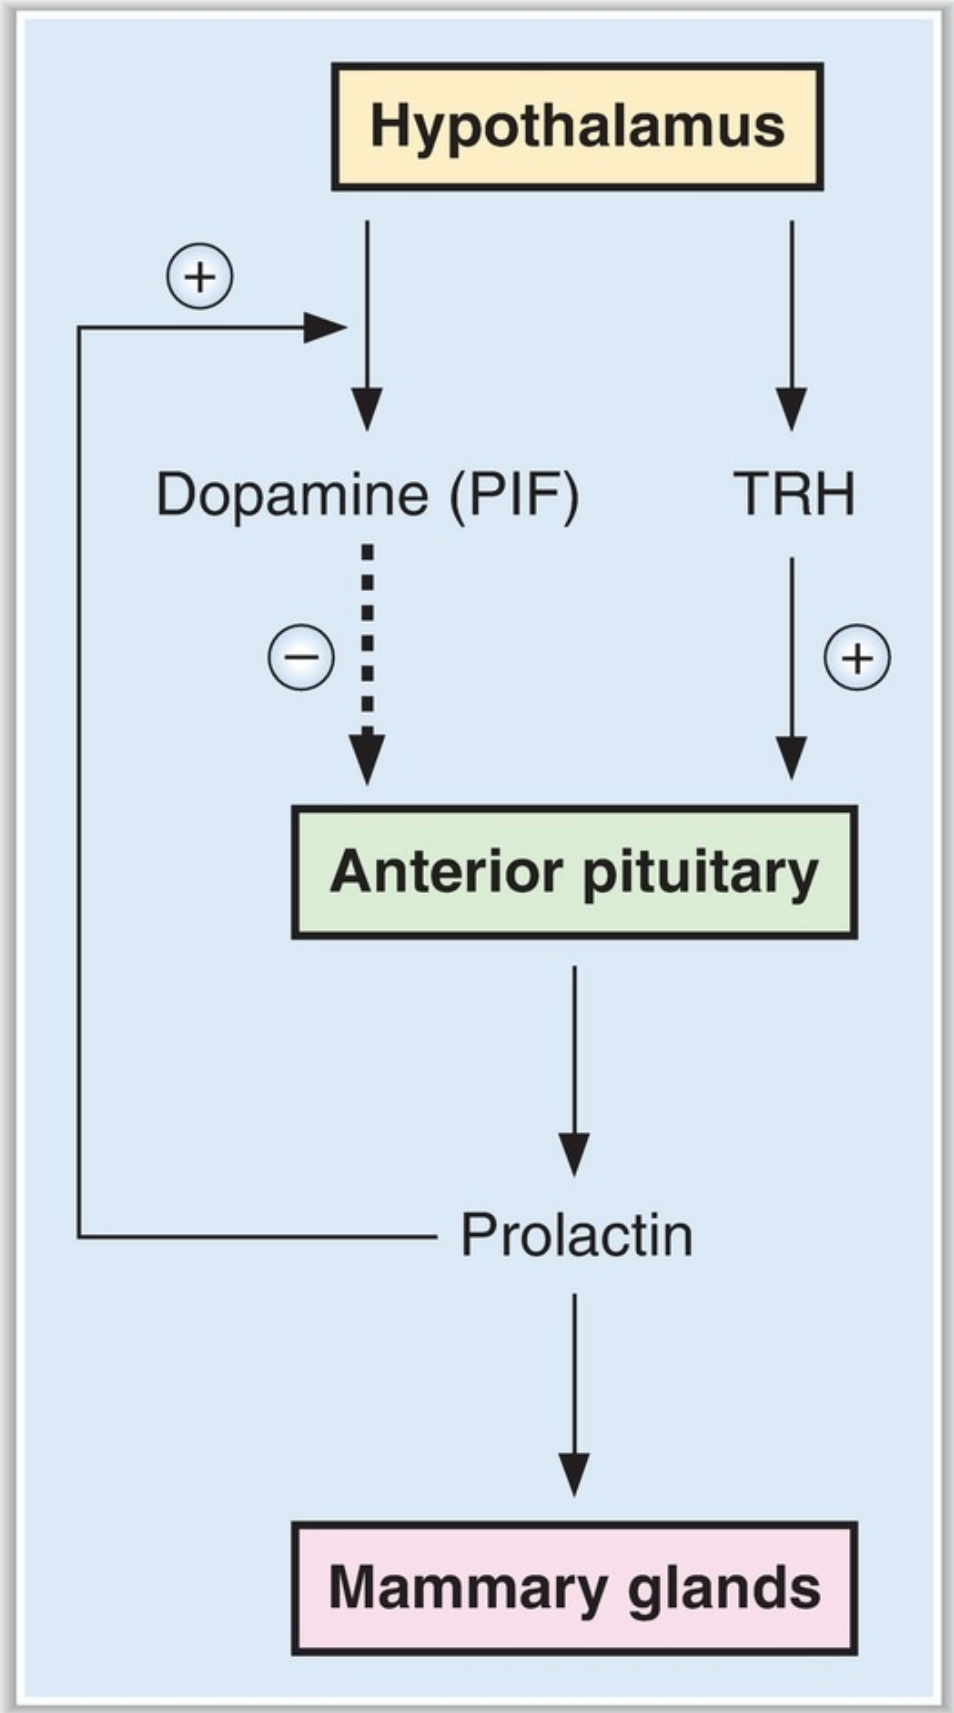 Hypothalamus
+
Dopamine (PIF)
TRH
−
+
Anterior pituitary
Prolactin
Mammary glands